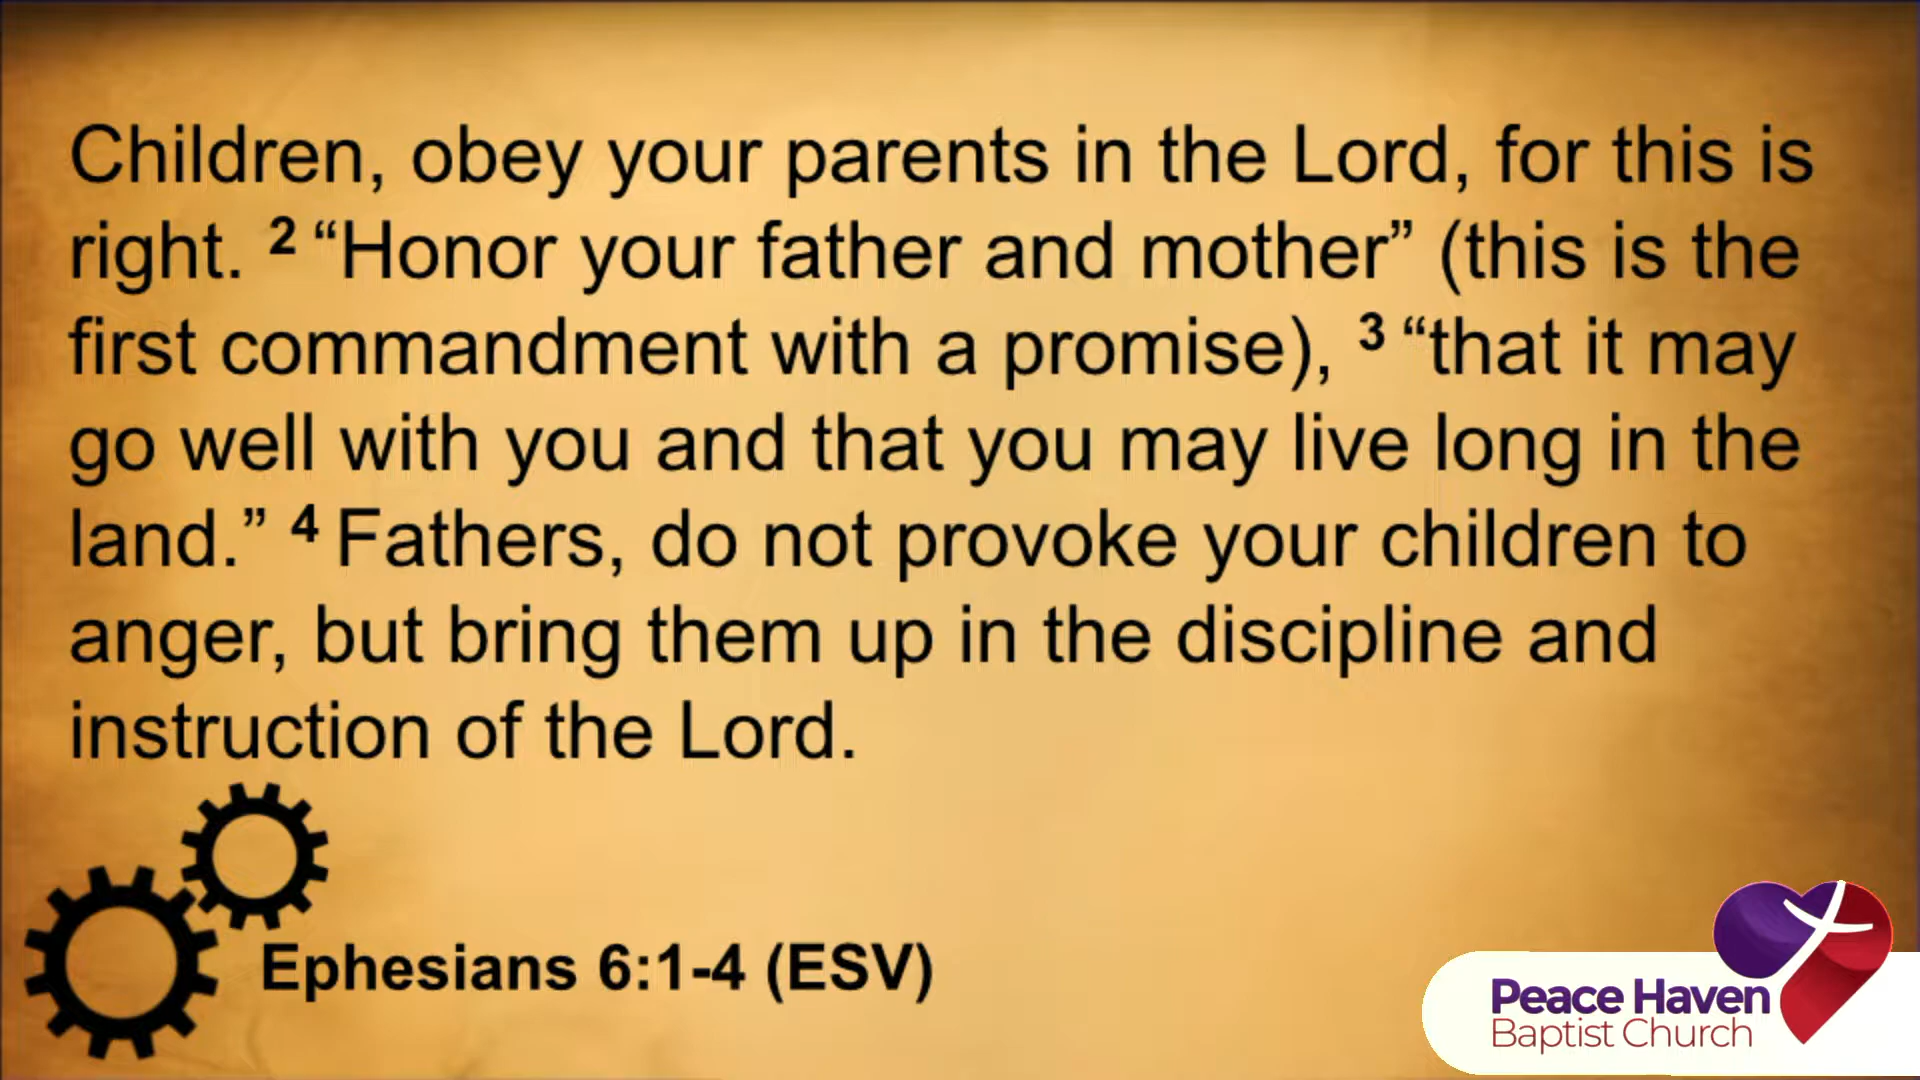 Children, obey your parents in the Lord, for this is
right. 2 “Honor your father and mother” (this is the
first commandment with a promise), 3 “that it may
go well with you and that you may live long in the
land.” 4 Fathers, do not provoke your children to
anger, but bring them up in the discipline and
instruction of the Lord.
Ephesians 6:1-4 (ESV)
Peace Haven
Baptist Church